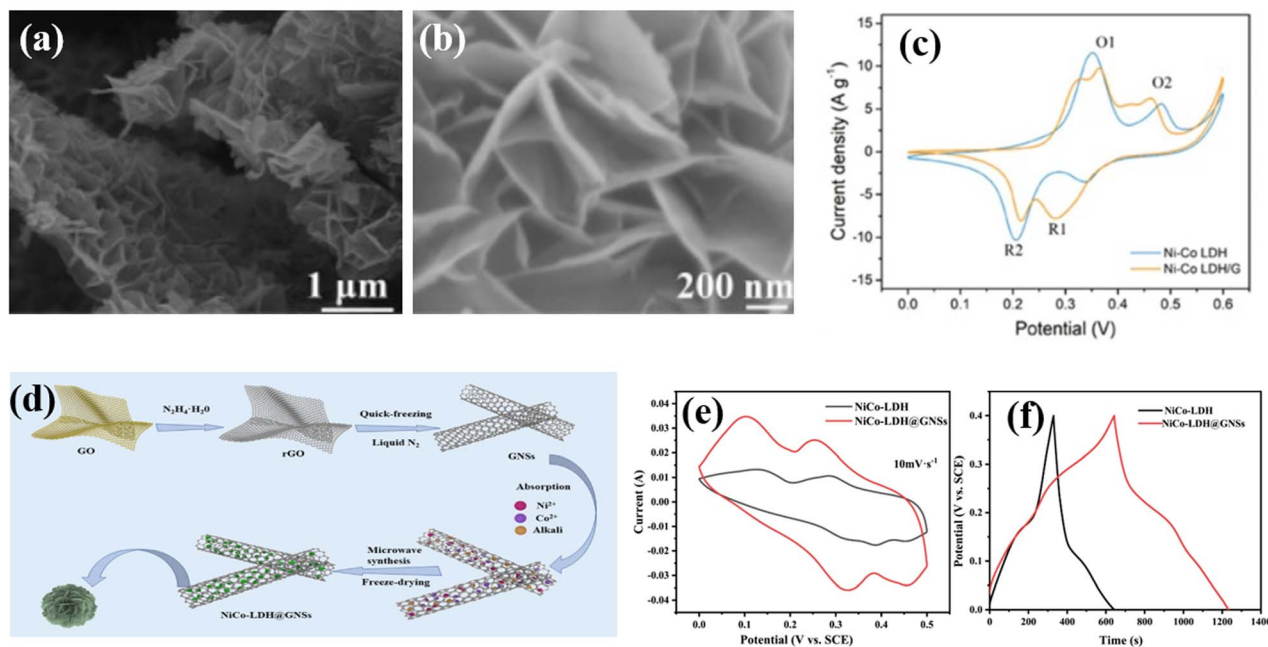 (a)
1 μm
(b)
200 nm
(c)
Current density (A g⁻¹)
15
10
5
0
-5
-10
-15
O1
O2
R2
R1
Ni-Co LDH
Ni-Co LDH/G
0.0 0.1 0.2 0.3 0.4 0.5 0.6
Potential (V)
(d)
GO
N₂H₄·H₂0
rGO
Quick-freezing
Liquid N₂
GNSs
Absorption
Ni²⁺
Co²⁺
Alkali
Microwave
synthesis
Freeze-drying
NiCo-LDH@GNSs
(e)
NiCo-LDH
NiCo-LDH@GNSs
10mV·s⁻¹
Current (A)
0.04
0.03
0.02
0.01
0.00
-0.01
-0.02
-0.03
-0.04
0.0 0.1 0.2 0.3 0.4 0.5
Potential (V vs. SCE)
(f)
NiCo-LDH
NiCo-LDH@GNSs
Potential (V vs. SCE)
0.4
0.3
0.2
0.1
0.0
0 200 400 600 800 1000 1200 1400
Time (s)